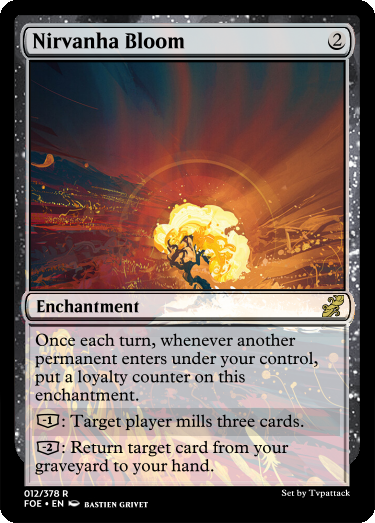 Nirvanha Bloom 2
Enchantment
Once each turn, whenever another
permanent enters under your control,
put a loyalty counter on this
enchantment.
-1: Target player mills three cards.
-2: Return target card from your
graveyard to your hand.
012/378 R
FOE • EN BASTIEN GRIVET
Set by Tvpattack